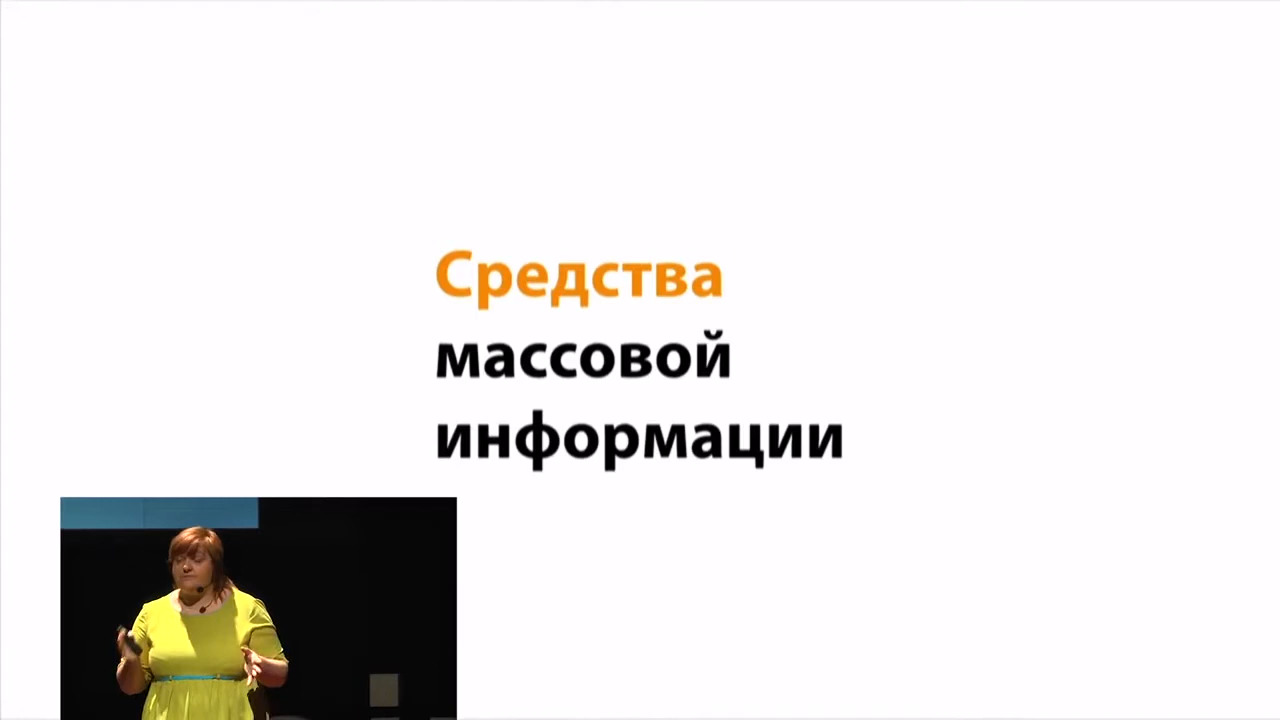 Средства
массовой
информации